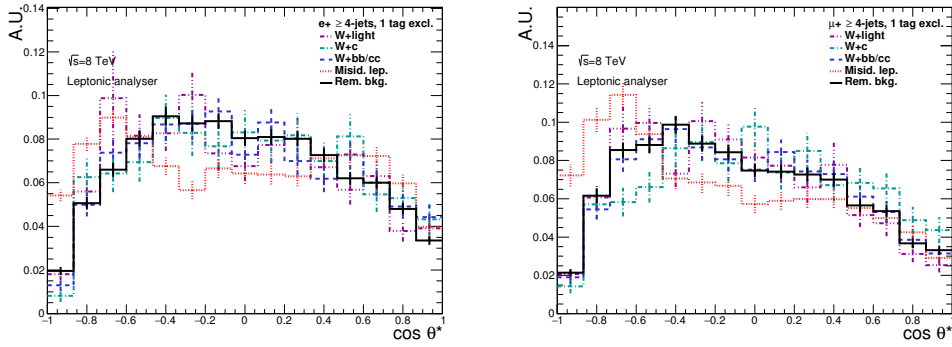 A.U.
0.12
0.1
0.08
0.06
0.04
0.02
0
e+ ≥ 4-jets, 1 tag excl.
W+light
W+c
W+bb/cc
Misid. lep.
Rem. bkg.
√s=8 TeV
Leptonic analyser
−1 −0.8 −0.6 −0.4 −0.2 0 0.2 0.4 0.6 0.8 1
cos θ*
A.U.
0.16
0.14
0.12
0.1
0.08
0.06
0.04
0.02
0.00
μ+ ≥ 4-jets, 1 tag excl.
W+light
W+c
W+bb/cc
Misid. lep.
Rem. bkg.
√s=8 TeV
Leptonic analyser
−1 −0.8 −0.6 −0.4 −0.2 0 0.2 0.4 0.6 0.8 1
cos θ*